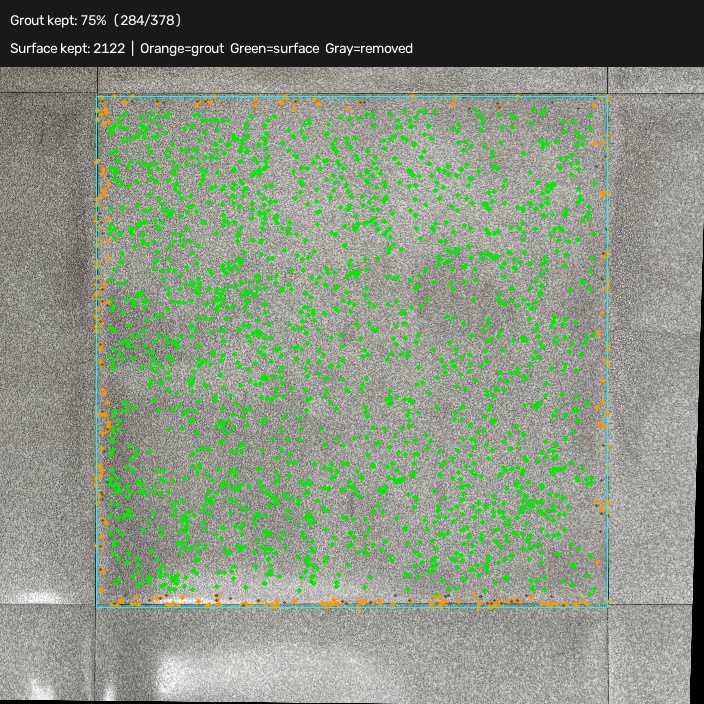 Grout kept: 75% (284/378)
Surface kept: 2122 | Orange=grout Green=surface Gray=removed